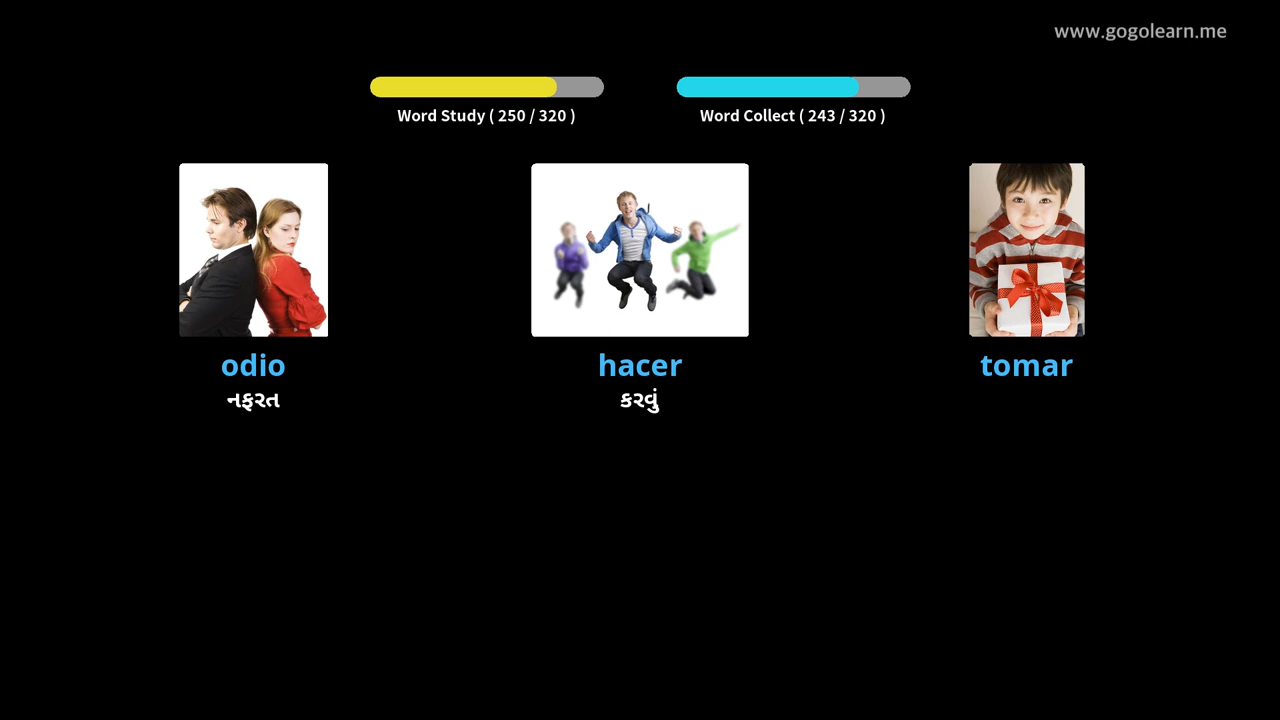 www.gogolearn.me
Word Study ( 250 / 320 )
Word Collect ( 243 / 320 )
odio
hacer
tomar
નફરત
કરવું